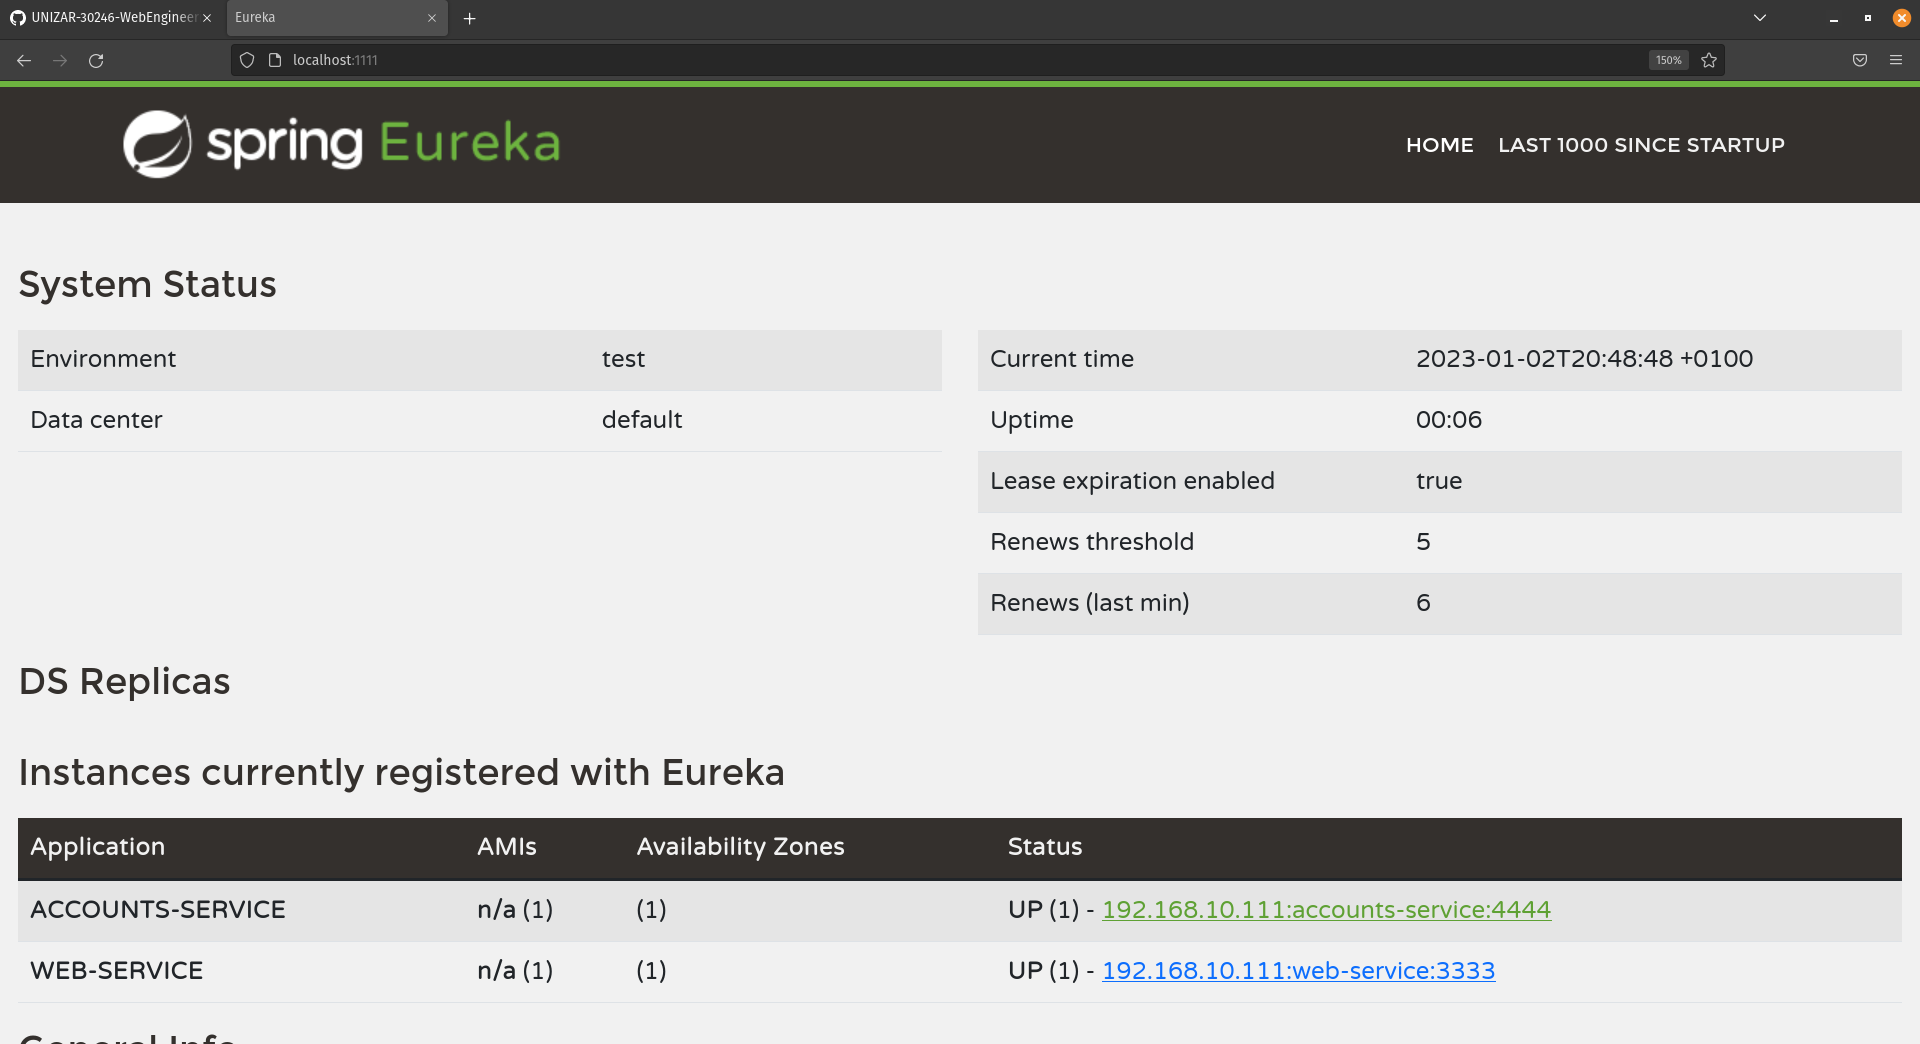 UNIZAR-30246-WebEngineer
Eureka
localhost:1111
150%
spring Eureka
HOME LAST 1000 SINCE STARTUP
System Status
Environment test
Data center default
Current time 2023-01-02T20:48:48 +0100
Uptime 00:06
Lease expiration enabled true
Renews threshold 5
Renews (last min) 6
DS Replicas
Instances currently registered with Eureka
Application AMIs Availability Zones Status
ACCOUNTS-SERVICE n/a (1) (1) UP (1) - 192.168.10.111:accounts-service:4444
WEB-SERVICE n/a (1) (1) UP (1) - 192.168.10.111:web-service:3333
General Info